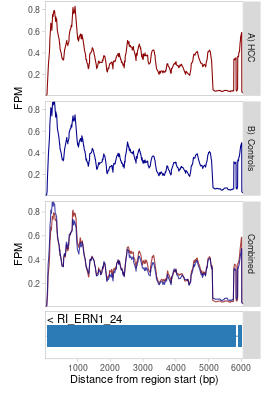 0.8
0.6
0.4
0.2
FPM
A) HCC
0.8
0.6
0.4
0.2
B) Controls
0.8
0.6
0.4
0.2
FPM
Combined
< RI_ERN1_24
1000 2000 3000 4000 5000 6000
Distance from region start (bp)